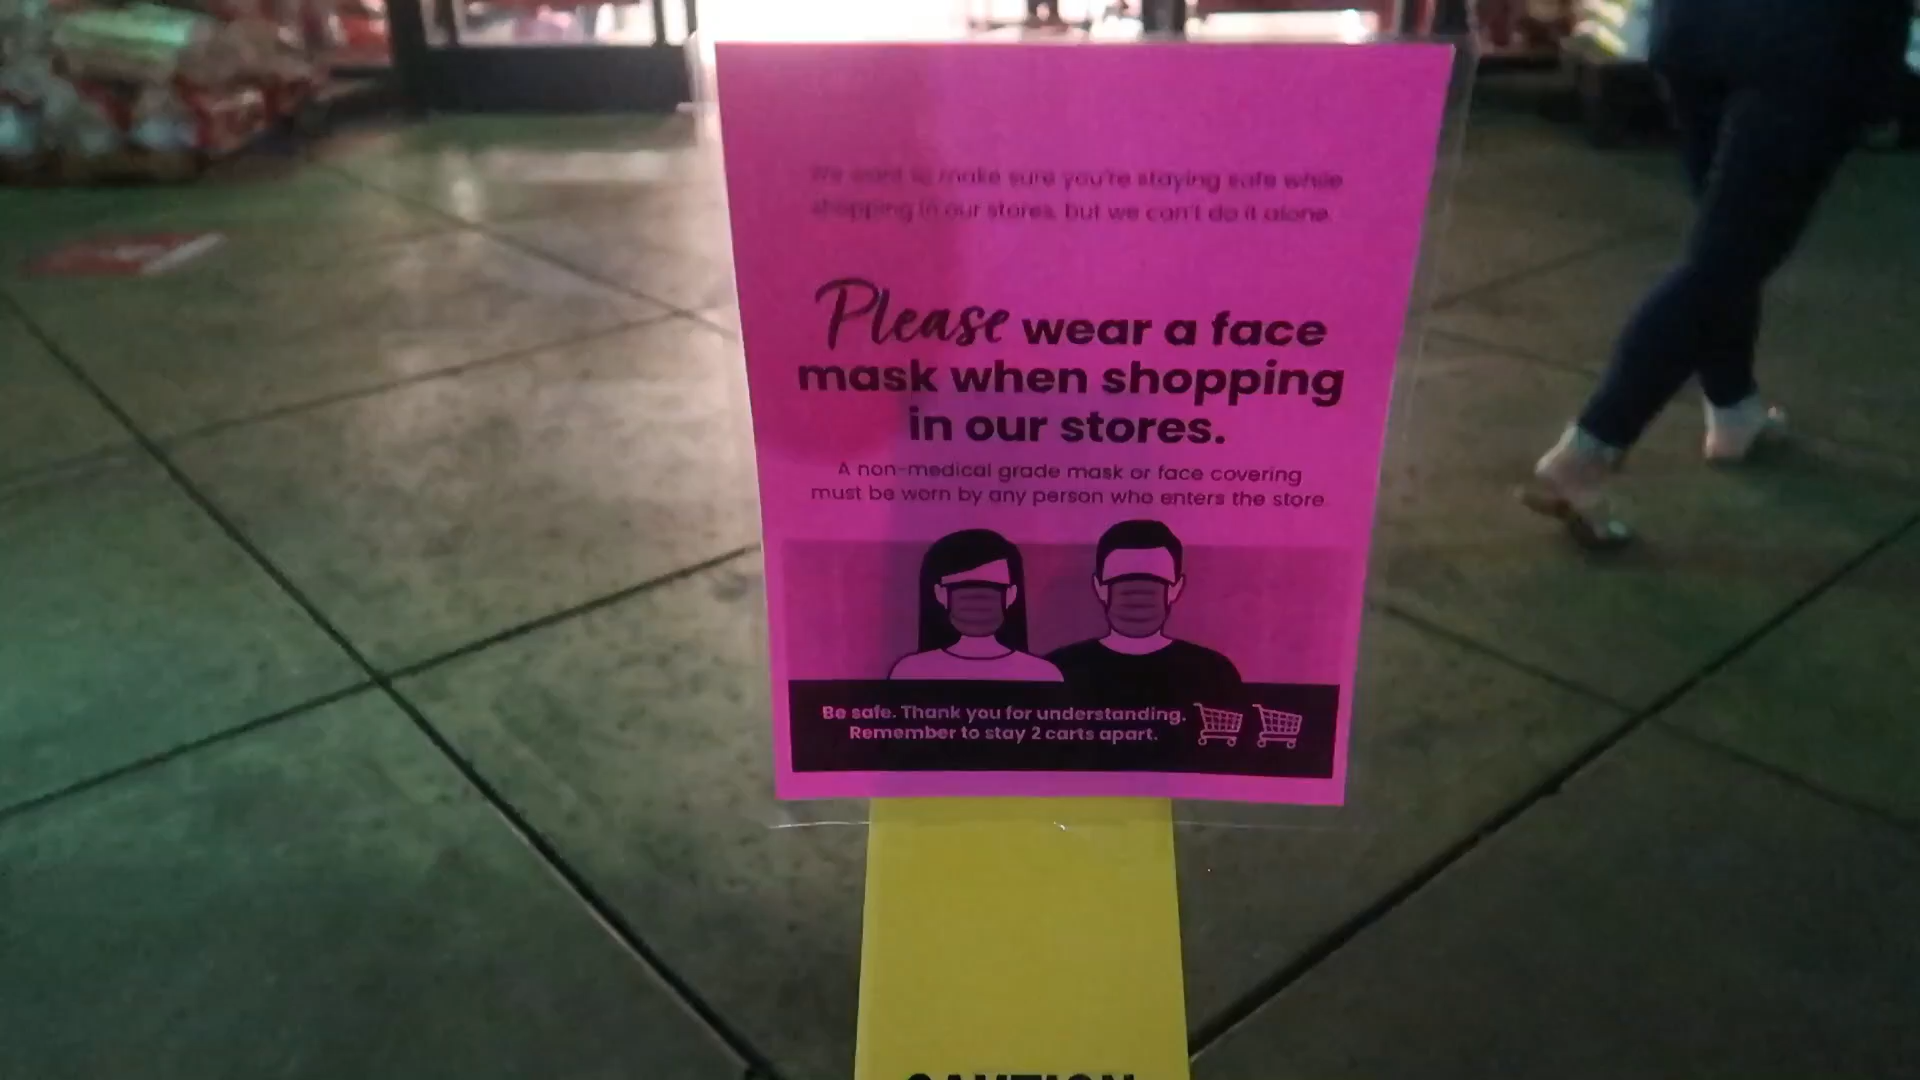 We want to make sure you're staying safe while
shopping in our stores, but we can't do it alone.
Please wear a face
mask when shopping
in our stores.
A non-medical grade mask or face covering
must be worn by any person who enters the store
Be safe. Thank you for understanding.
Remember to stay 2 carts apart.
CAUTION